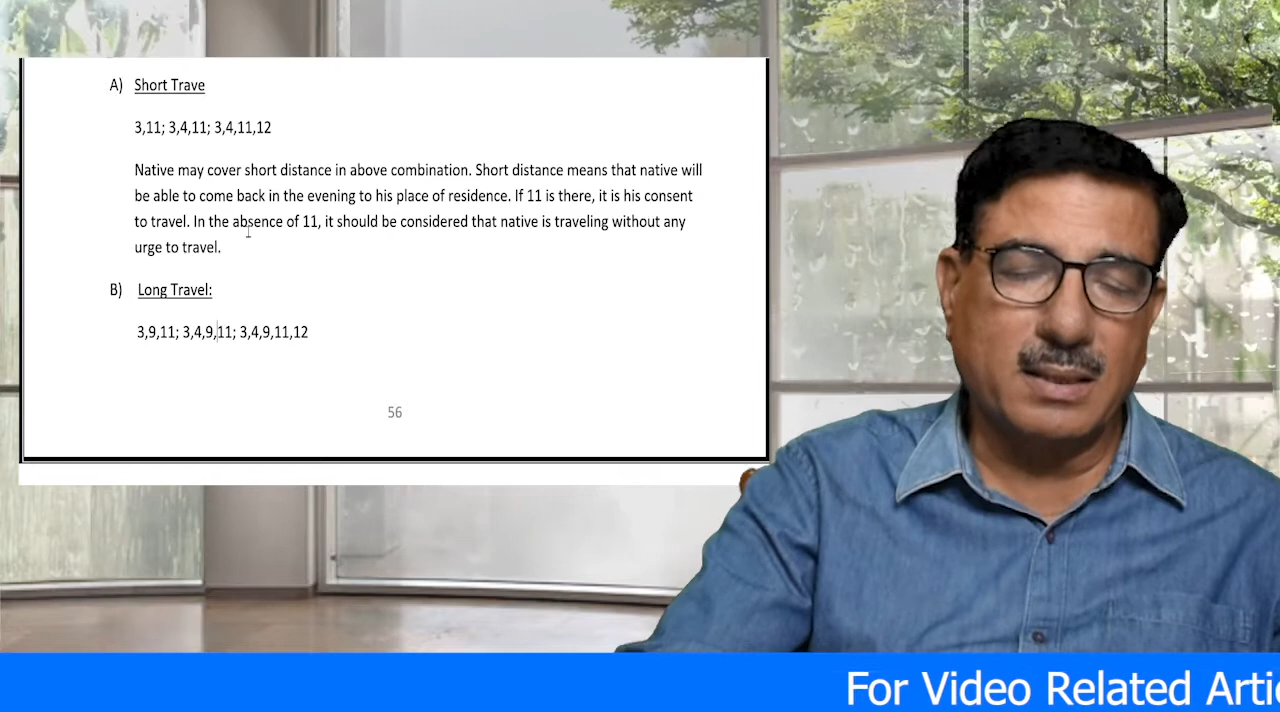 A) Short Trave
3,11; 3,4,11; 3,4,11,12
Native may cover short distance in above combination. Short distance means that native will
be able to come back in the evening to his place of residence. If 11 is there, it is his consent
to travel. In the absence of 11, it should be considered that native is traveling without any
urge to travel.
B) Long Travel:
3,9,11; 3,4,9,11; 3,4,9,11,12
56
For Video Related Arti